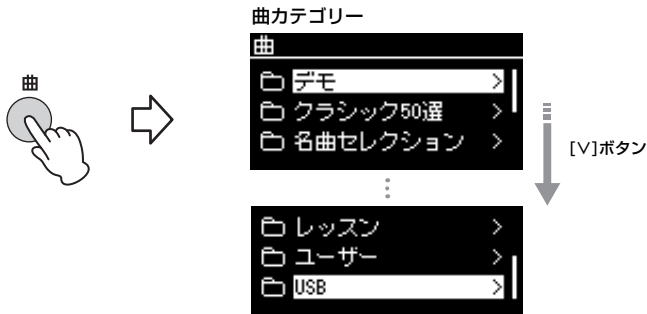 曲カテゴリー
曲
曲
デモ >
クラシック50選 >
名曲セレクション >
[∨]ボタン
レッスン >
ユーザー >
USB >